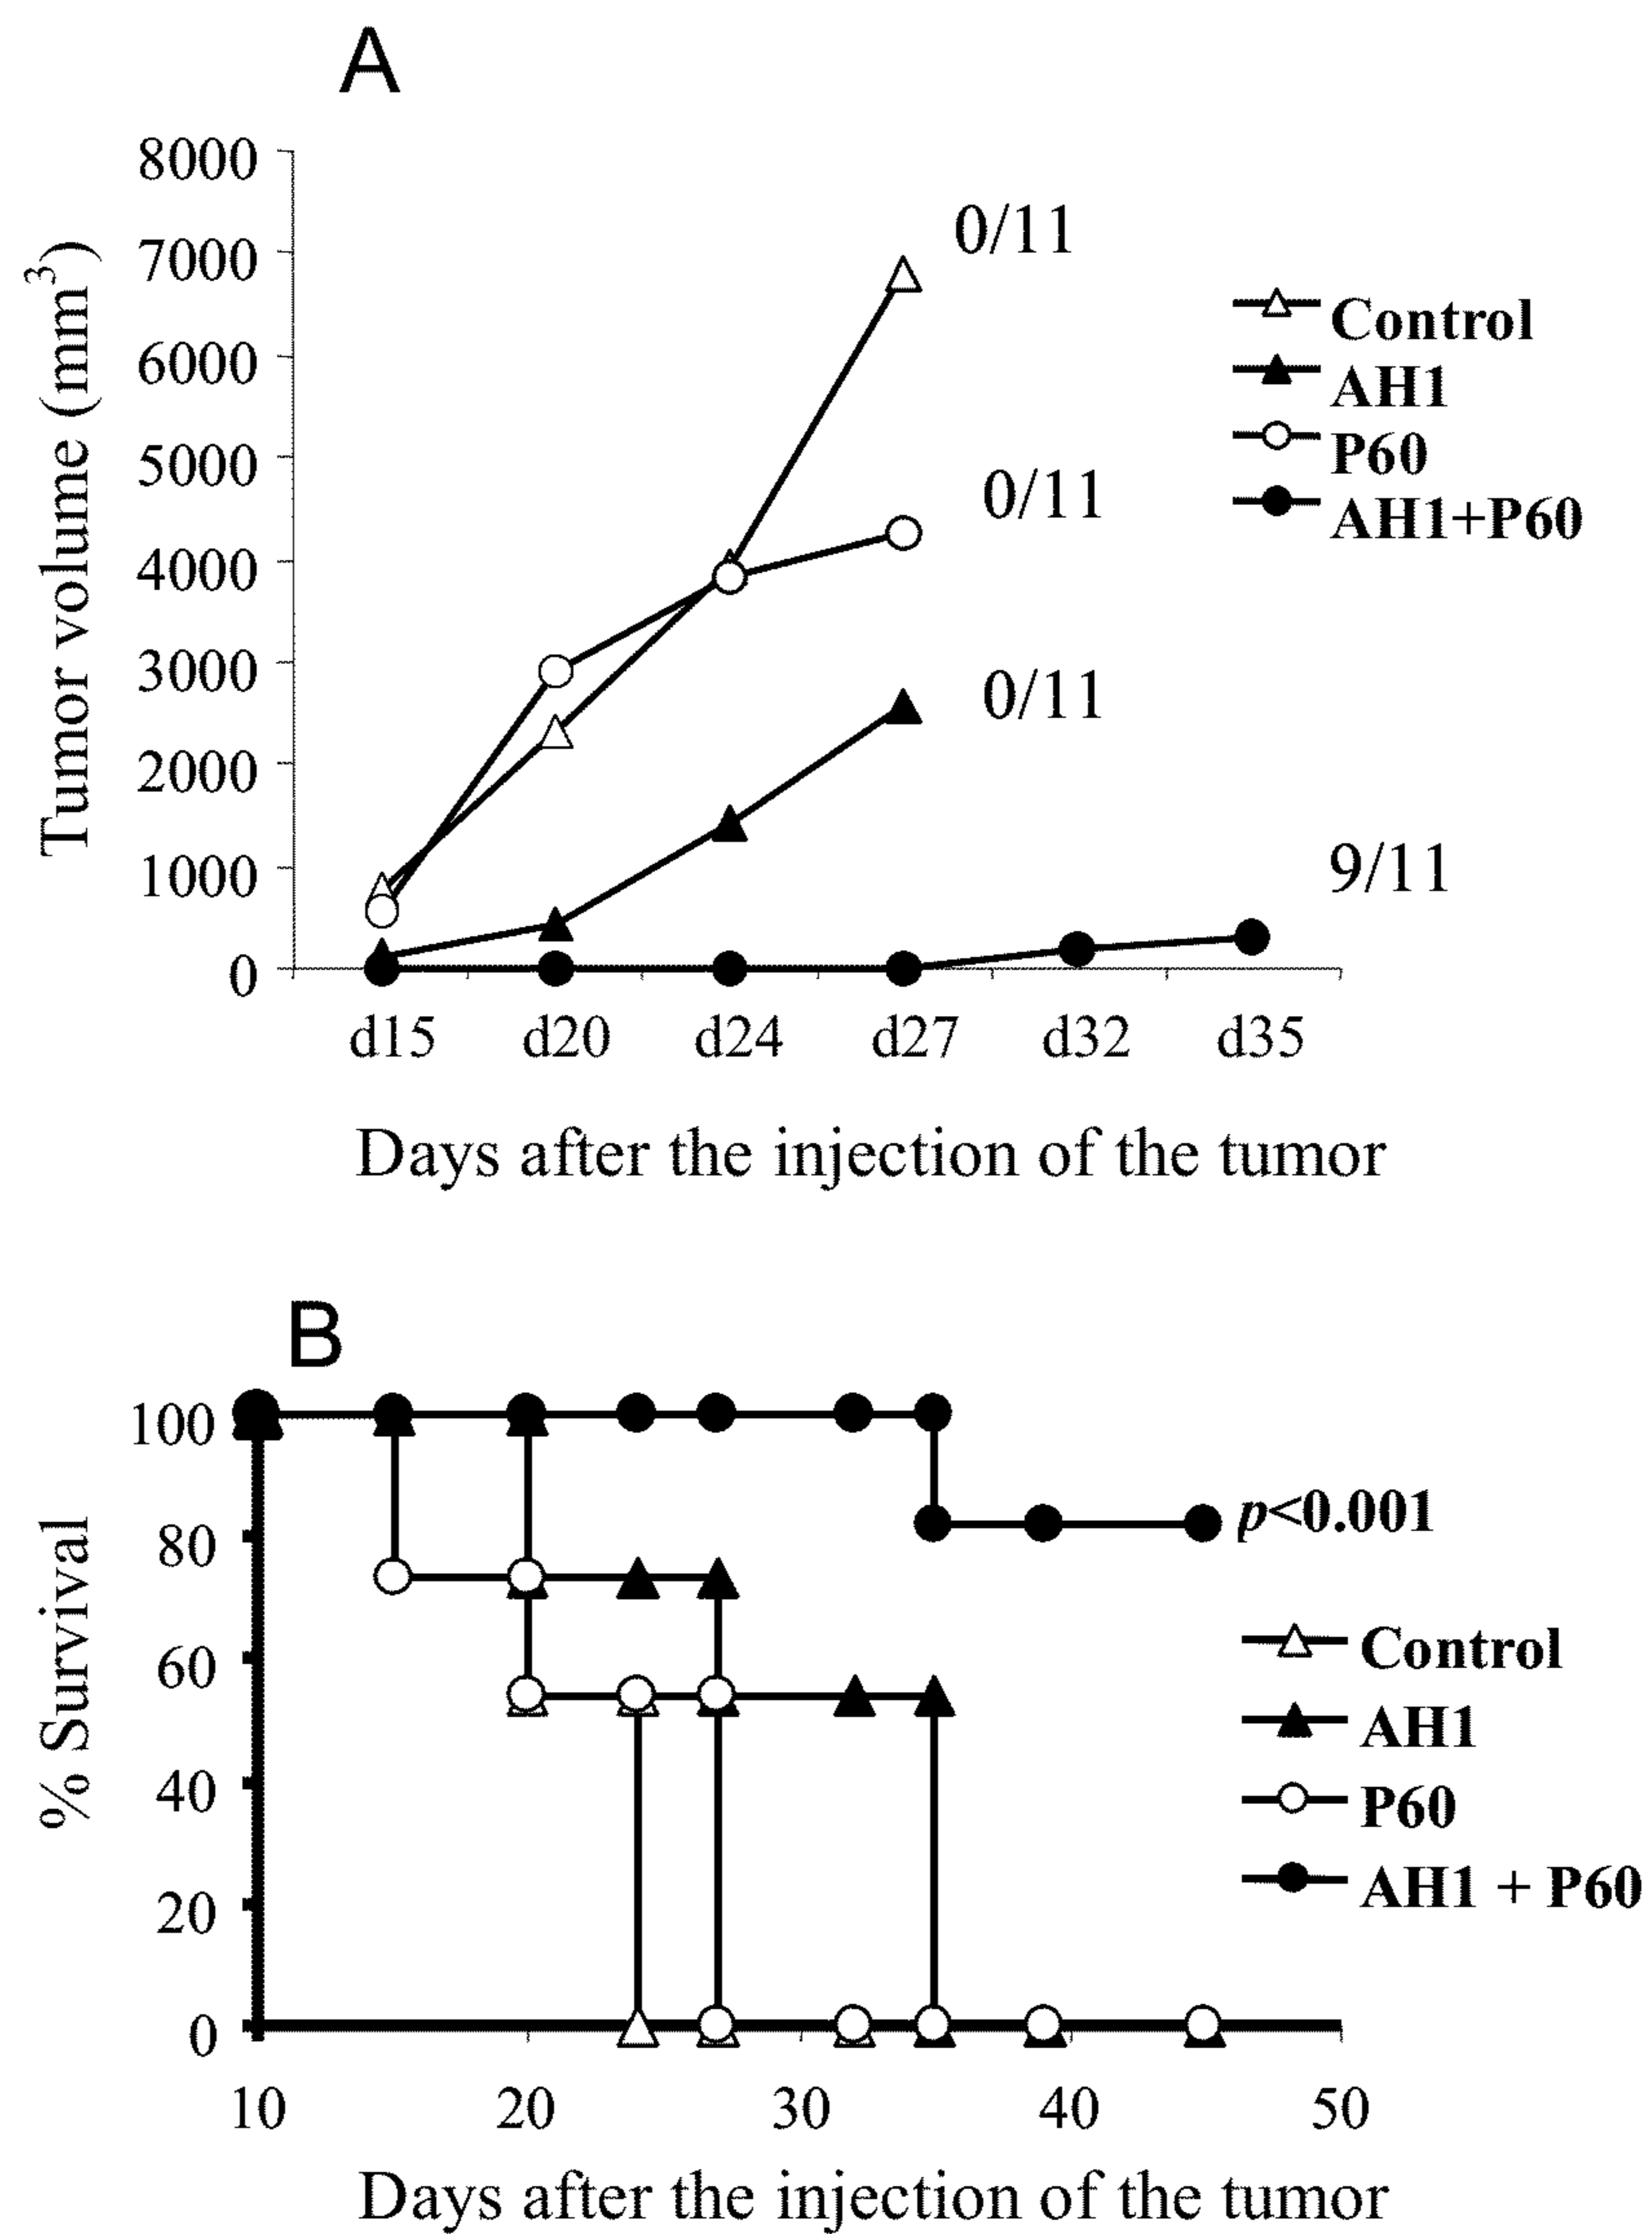 A
8000
7000
6000
5000
4000
3000
2000
1000
0
Tumor volume (mm³)
0/11
0/11
0/11
9/11
Control
AH1
P60
AH1+P60
d15 d20 d24 d27 d32 d35
Days after the injection of the tumor
B
100
80
60
40
20
0
% Survival
p<0.001
Control
AH1
P60
AH1 + P60
10 20 30 40 50
Days after the injection of the tumor